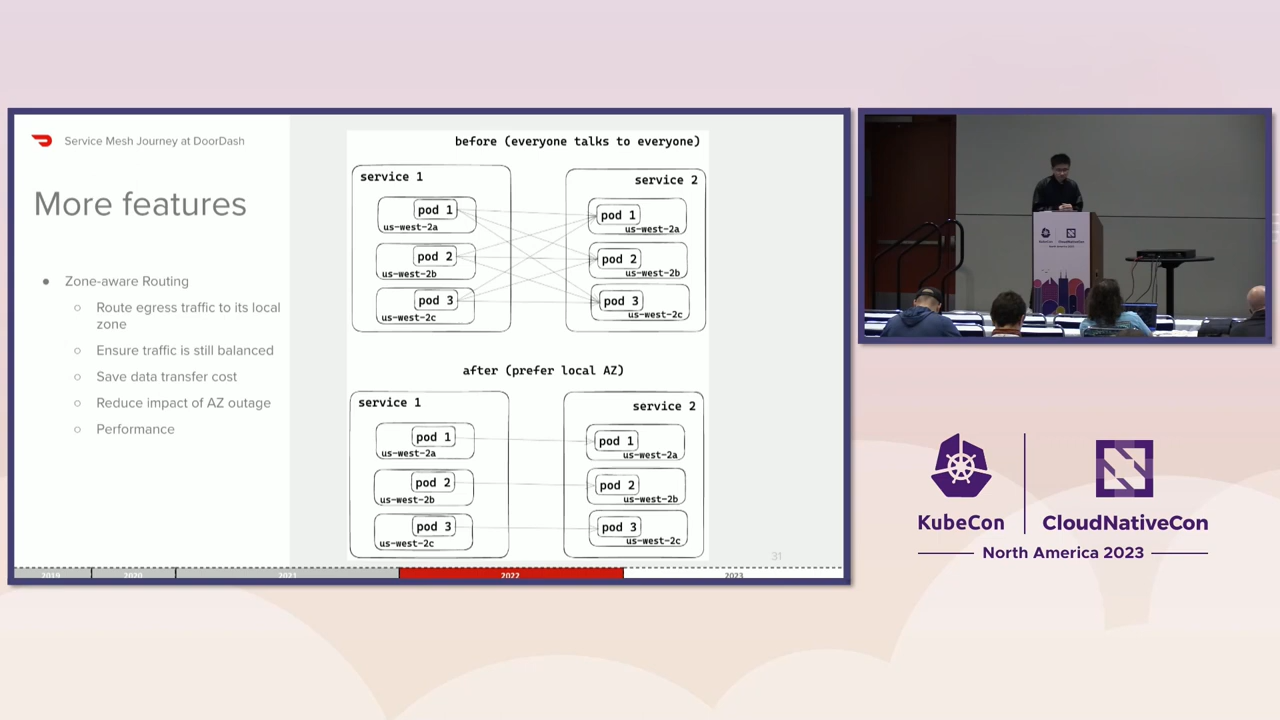 Service Mesh Journey at DoorDash
More features
Zone-aware Routing
Route egress traffic to its local
zone
Ensure traffic is still balanced
Save data transfer cost
Reduce impact of AZ outage
Performance
before (everyone talks to everyone)
service 1
pod 1
us-west-2a
pod 2
us-west-2b
pod 3
us-west-2c
service 2
pod 1
us-west-2a
pod 2
us-west-2b
pod 3
us-west-2c
after (prefer local AZ)
service 1
pod 1
us-west-2a
pod 2
us-west-2b
pod 3
us-west-2c
service 2
pod 1
us-west-2a
pod 2
us-west-2b
pod 3
us-west-2c
31
2019
2020
2021
2022
2023
KubeCon
CloudNativeCon
North America 2023